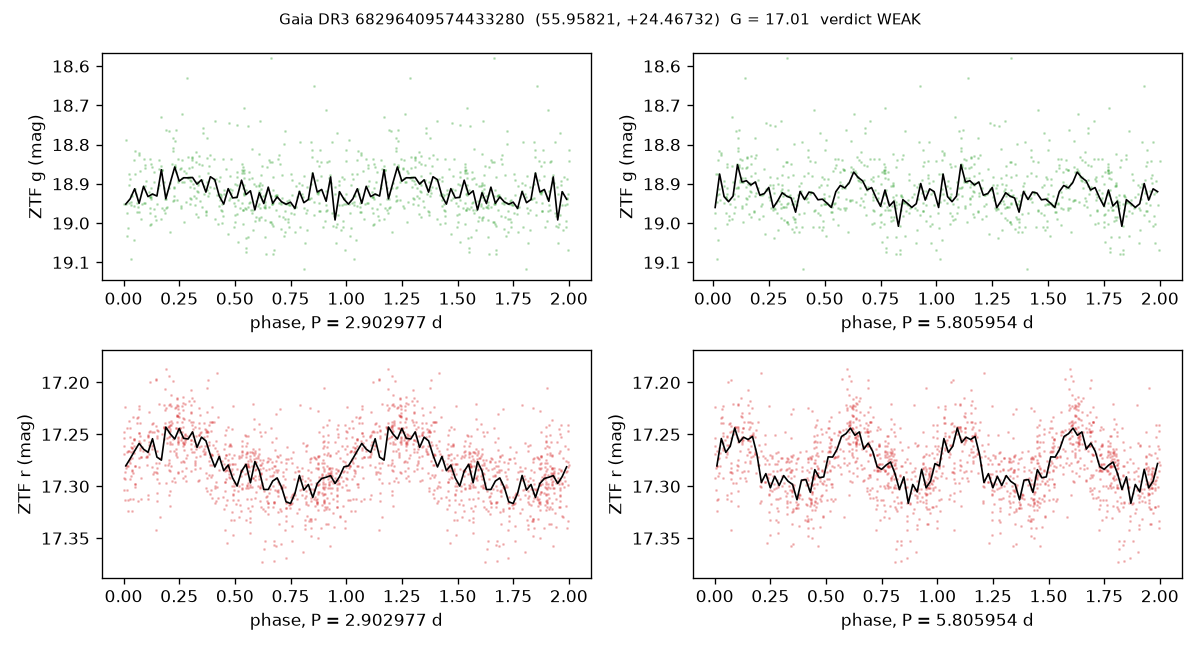 Gaia DR3 68296409574433280  (55.95821, +24.46732)  G = 17.01  verdict WEAK
ZTF g (mag)
18.6
18.7
18.8
18.9
19.0
19.1
0.00 0.25 0.50 0.75 1.00 1.25 1.50 1.75 2.00
phase, P = 2.902977 d
ZTF g (mag)
18.6
18.7
18.8
18.9
19.0
19.1
0.00 0.25 0.50 0.75 1.00 1.25 1.50 1.75 2.00
phase, P = 5.805954 d
ZTF r (mag)
17.20
17.25
17.30
17.35
0.00 0.25 0.50 0.75 1.00 1.25 1.50 1.75 2.00
phase, P = 2.902977 d
ZTF r (mag)
17.20
17.25
17.30
17.35
0.00 0.25 0.50 0.75 1.00 1.25 1.50 1.75 2.00
phase, P = 5.805954 d